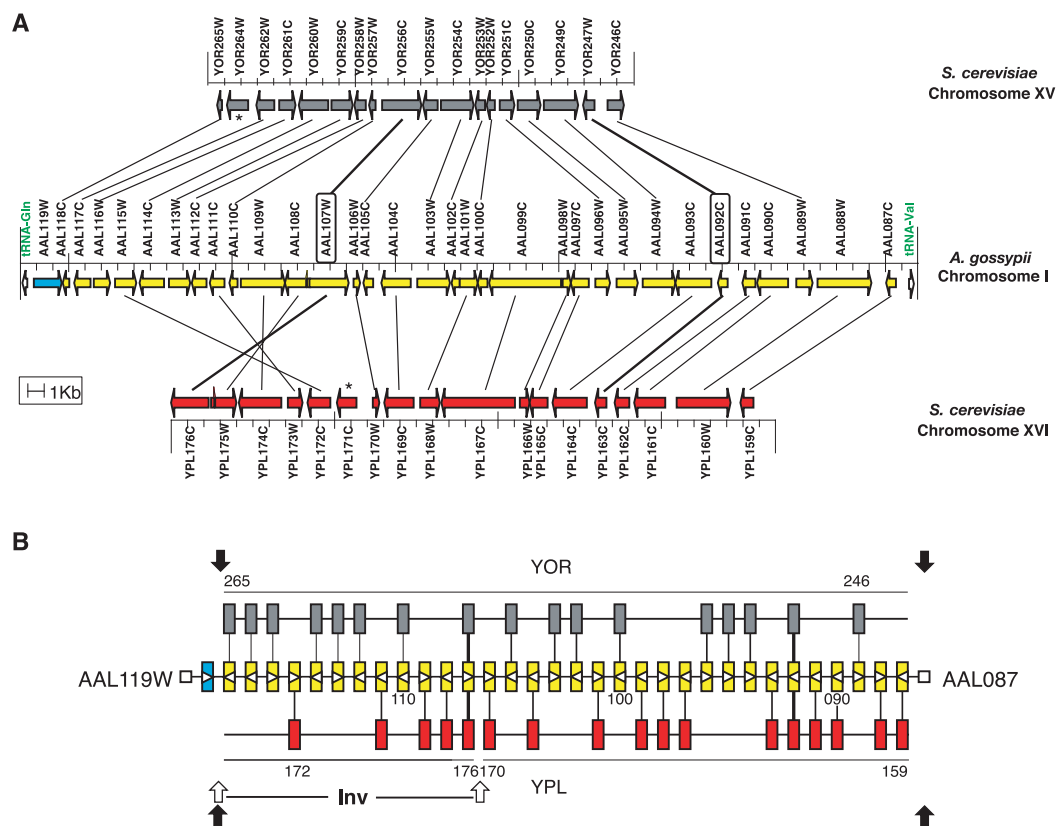 A
YOR265W YOR264W YOR262W YOR261C YOR260W YOR259C YOR258W YOR257W YOR256C YOR255W YOR254C YOR253W YOR252W YOR251C YOR250C YOR249C YOR247W YOR246C
S. cerevisiae
Chromosome XV
*
tRNA-Gln AAL119W AAL118C AAL117C AAL116W AAL115W AAL114C AAL113W AAL112C AAL111C AAL110C AAL109W AAL108C AAL107W AAL106W AAL105C AAL104C AAL103W AAL102C AAL101W AAL100C AAL099C AAL098W AAL097C AAL096W AAL095W AAL094W AAL093C AAL092C AAL091C AAL090C AAL089W AAL088W AAL087C tRNA-Val
A. gossypii
Chromosome I
1Kb
*
S. cerevisiae
Chromosome XVI
YPL176C YPL175W YPL174C YPL173W YPL172C YPL171C YPL170W YPL169C YPL168W YPL167C YPL166W YPL165C YPL164C YPL163C YPL162C YPL161C YPL160W YPL159C
B
265 YOR 246
AAL119W AAL087
110 100 090
172 176 170 YPL 159
Inv